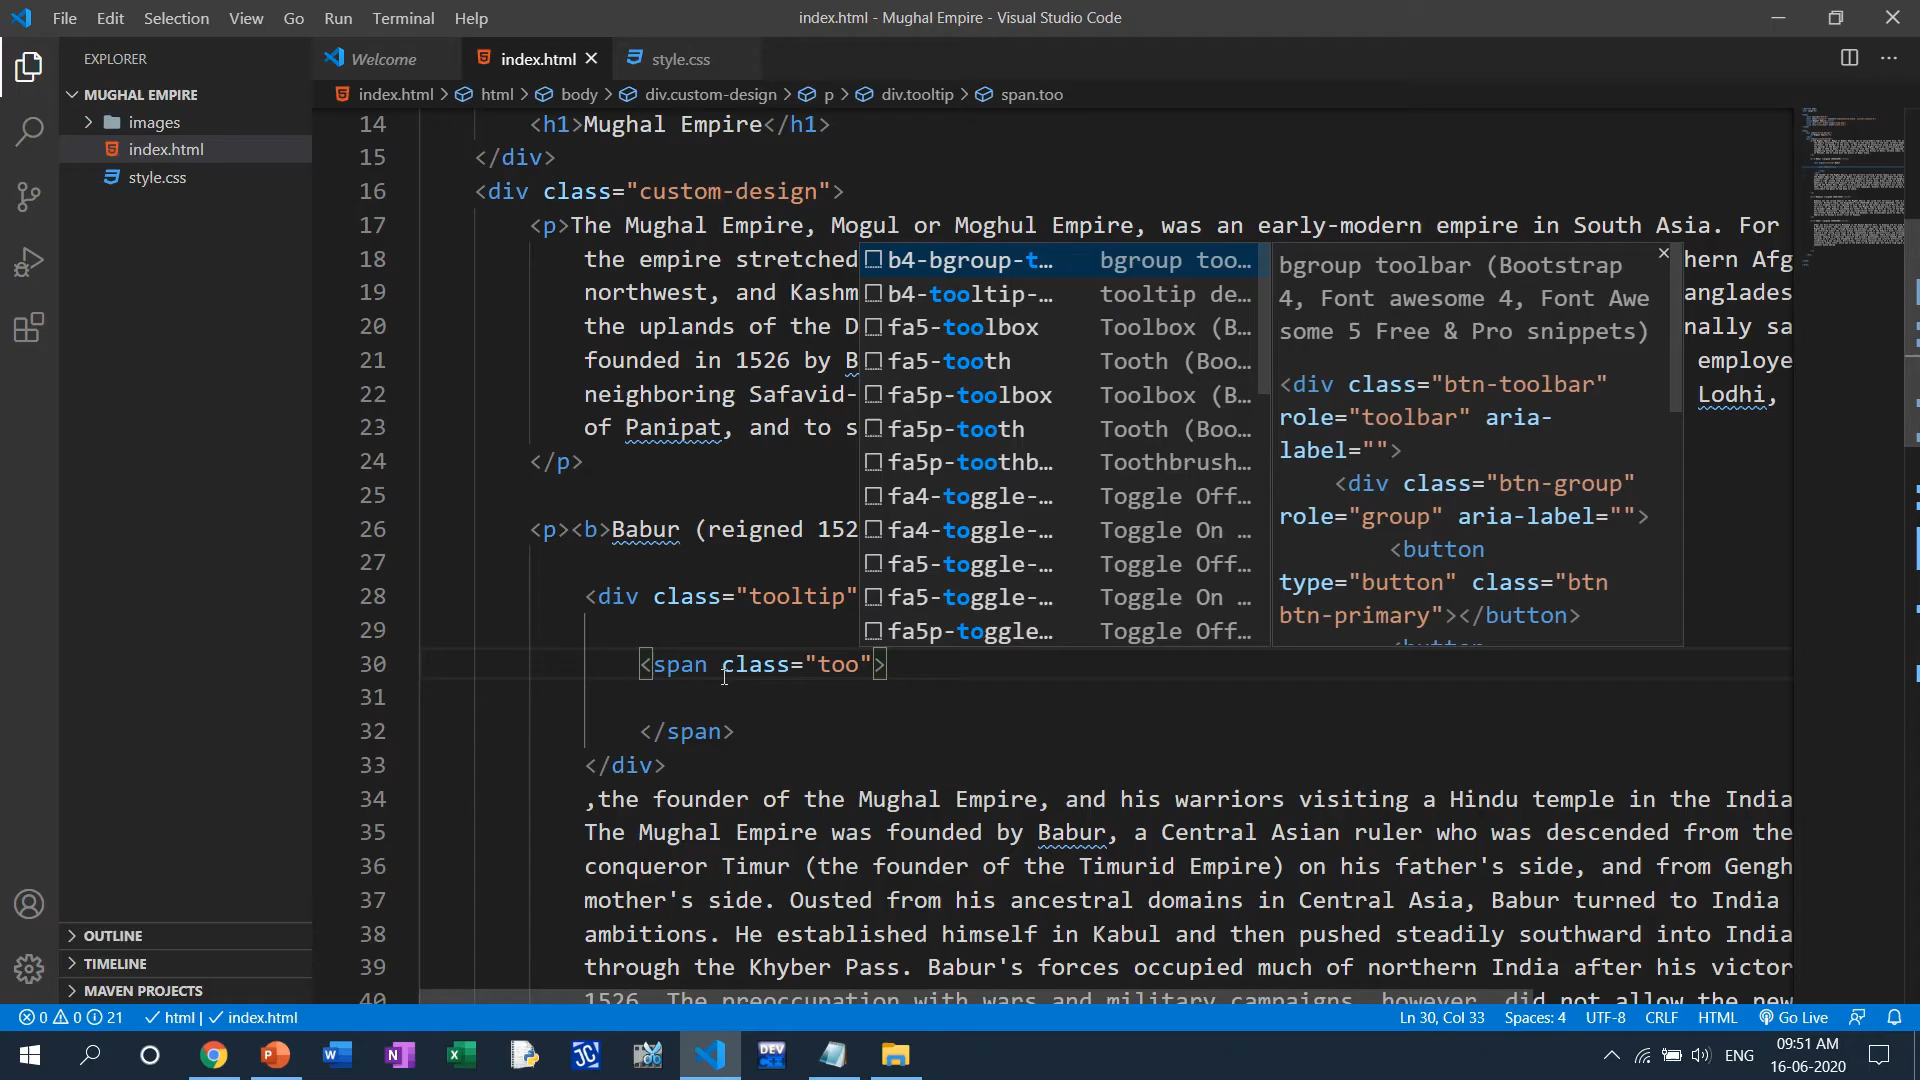 File Edit Selection View Go Run Terminal Help
index.html - Mughal Empire - Visual Studio Code
EXPLORER
MUGHAL EMPIRE
images
index.html
style.css
OUTLINE
TIMELINE
MAVEN PROJECTS
Welcome index.html style.css
index.html > html > body > div.custom-design > p > div.tooltip > span.too
14 <h1>Mughal Empire</h1>
15 </div>
16 <div class="custom-design">
17 <p>The Mughal Empire, Mogul or Moghul Empire, was an early-modern empire in South Asia. For
18 the empire stretched hern Afg
19 northwest, and Kashm anglades
20 the uplands of the D nally sa
21 founded in 1526 by B employe
22 neighboring Safavid- Lodhi,
23 of Panipat, and to s
24 </p>
25
26 <p><b>Babur (reigned 152
27
28 <div class="tooltip"
29
30 <span class="too">
31
32 </span>
33 </div>
34 ,the founder of the Mughal Empire, and his warriors visiting a Hindu temple in the India
35 The Mughal Empire was founded by Babur, a Central Asian ruler who was descended from the
36 conqueror Timur (the founder of the Timurid Empire) on his father's side, and from Gengh
37 mother's side. Ousted from his ancestral domains in Central Asia, Babur turned to India
38 ambitions. He established himself in Kabul and then pushed steadily southward into India
39 through the Khyber Pass. Babur's forces occupied much of northern India after his victor
40 1526. The preoccupation with wars and military campaigns, however, did not allow the new
b4-bgroup-t… bgroup too…
b4-tooltip-… tooltip de…
fa5-toolbox Toolbox (B…
fa5-tooth Tooth (Boo…
fa5p-toolbox Toolbox (B…
fa5p-tooth Tooth (Boo…
fa5p-toothb… Toothbrush…
fa4-toggle-… Toggle Off…
fa4-toggle-… Toggle On …
fa5-toggle-… Toggle Off…
fa5-toggle-… Toggle On …
fa5p-toggle… Toggle Off…
bgroup toolbar (Bootstrap
4, Font awesome 4, Font Awe
some 5 Free & Pro snippets)
<div class="btn-toolbar"
role="toolbar" aria-
label="">
<div class="btn-group"
role="group" aria-label="">
<button
type="button" class="btn
btn-primary"></button>
<button
0 0 21 html | index.html Ln 30, Col 33 Spaces: 4 UTF-8 CRLF HTML Go Live
ENG 09:51 AM
16-06-2020
DEV